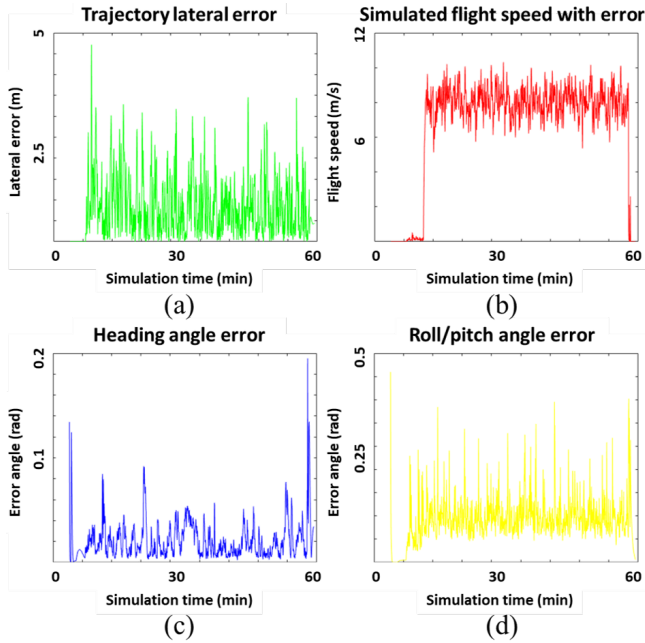 Trajectory lateral error
5
2.5
Lateral error (m)
0
30
60
Simulation time (min)
(a)
Simulated flight speed with error
12
6
Flight speed (m/s)
0
30
60
Simulation time (min)
(b)
Heading angle error
0.2
0.1
Error angle (rad)
0
30
60
Simulation time (min)
(c)
Roll/pitch angle error
0.5
0.25
Error angle (rad)
0
30
60
Simulation time (min)
(d)